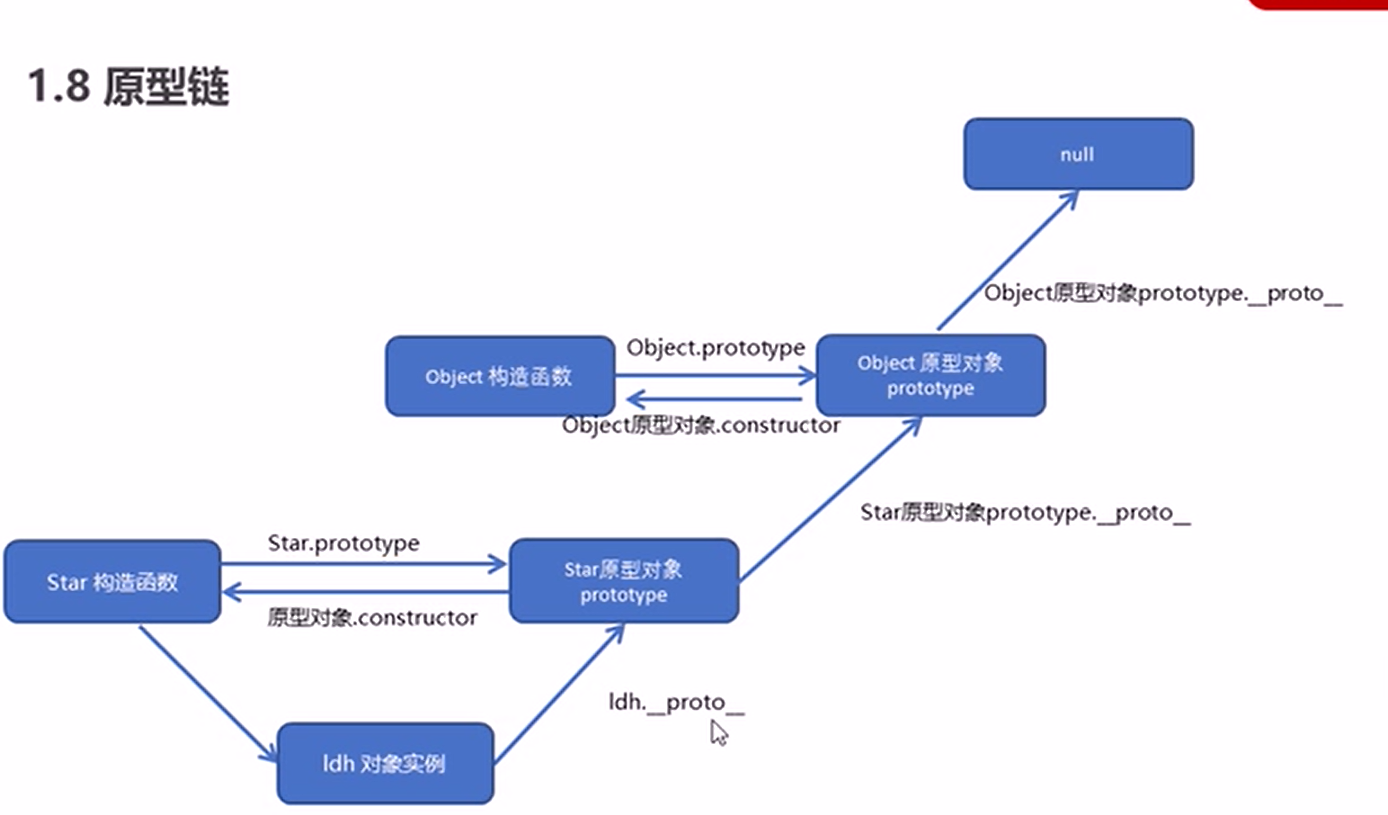 1.8 原型链
null
Object原型对象prototype.__proto__
Object.prototype
Object 构造函数
Object 原型对象
prototype
Object原型对象.constructor
Star原型对象prototype.__proto__
Star.prototype
Star 构造函数
Star原型对象
prototype
原型对象.constructor
ldh.__proto__
ldh 对象实例